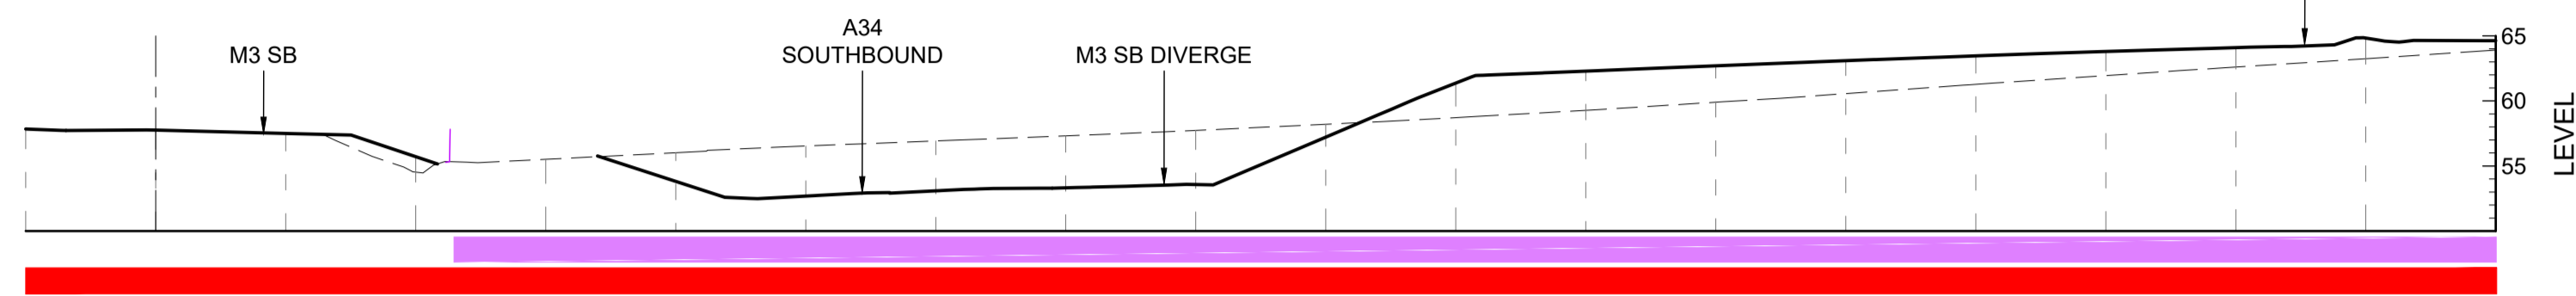 A34
M3 SB
SOUTHBOUND
M3 SB DIVERGE
65
60
55
LEVEL